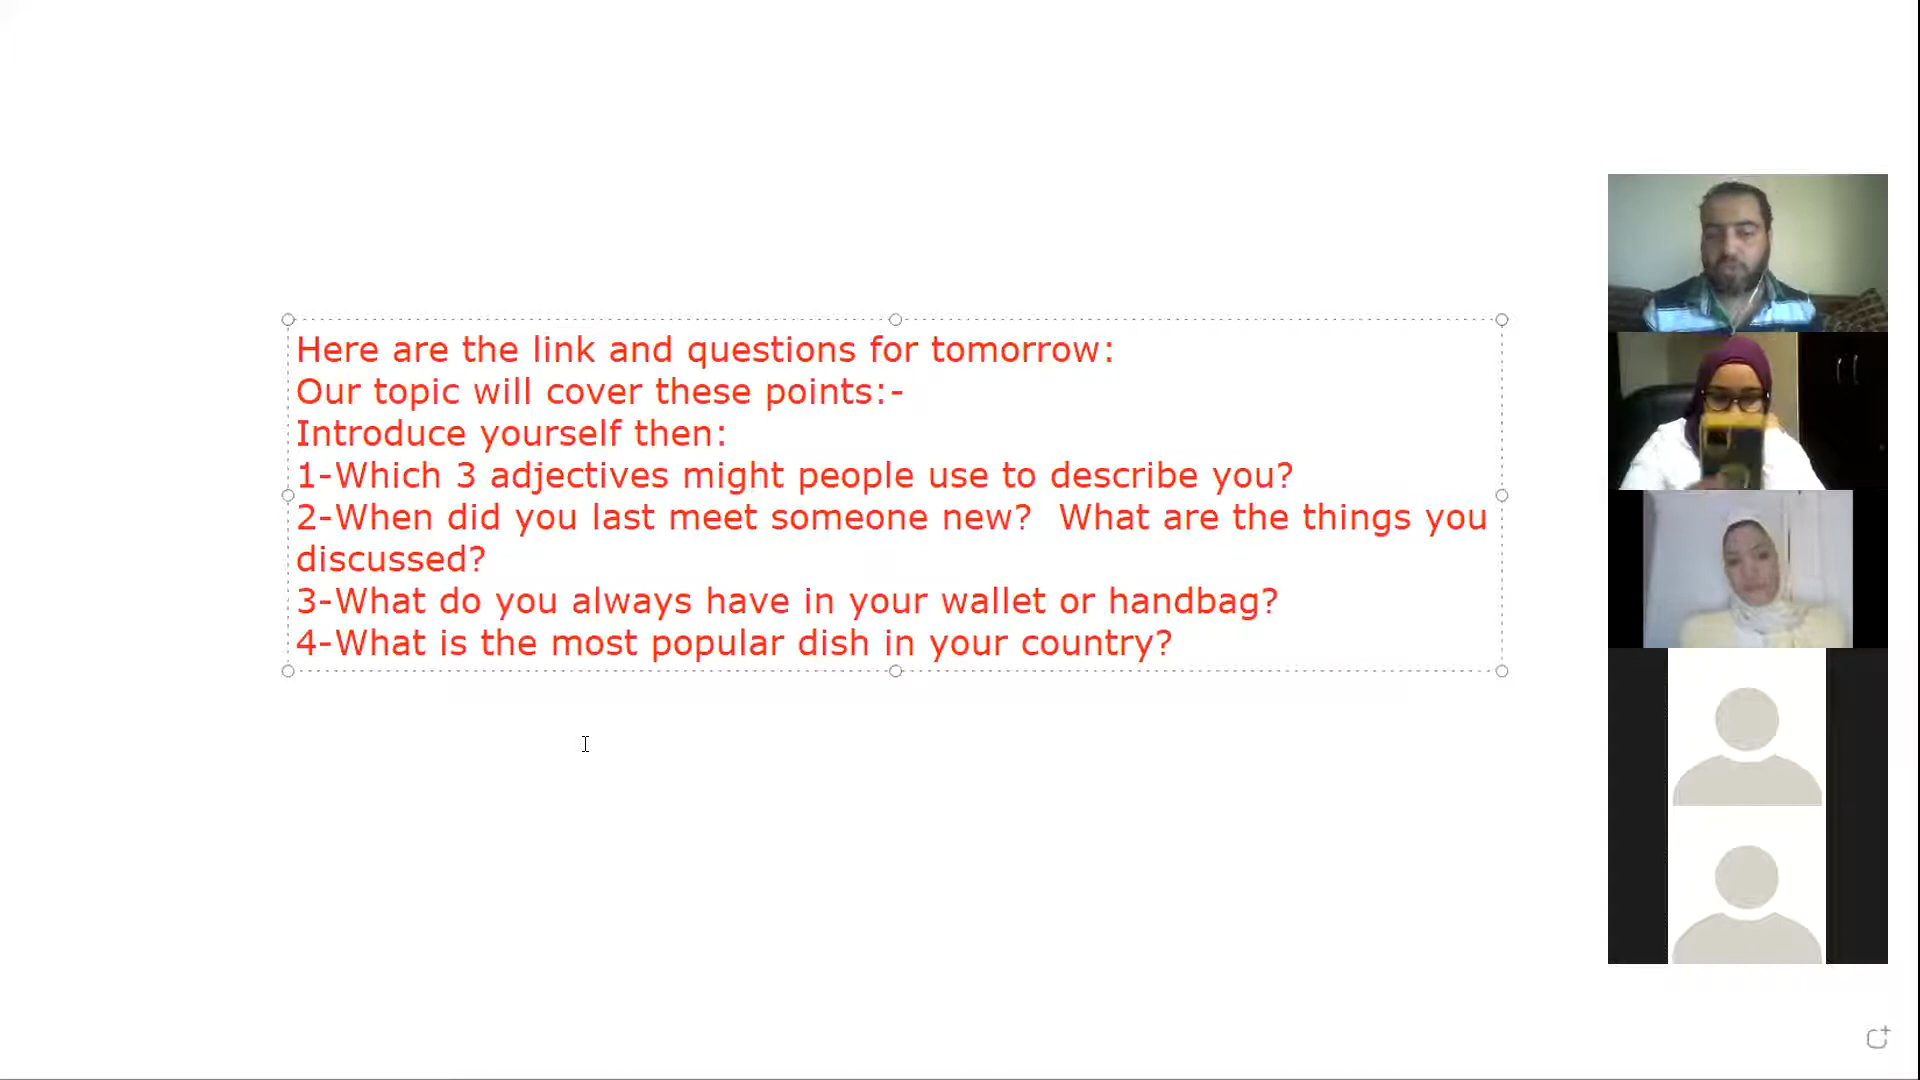 Here are the link and questions for tomorrow:
Our topic will cover these points:-
Introduce yourself then:
1-Which 3 adjectives might people use to describe you?
2-When did you last meet someone new?  What are the things you
discussed?
3-What do you always have in your wallet or handbag?
4-What is the most popular dish in your country?